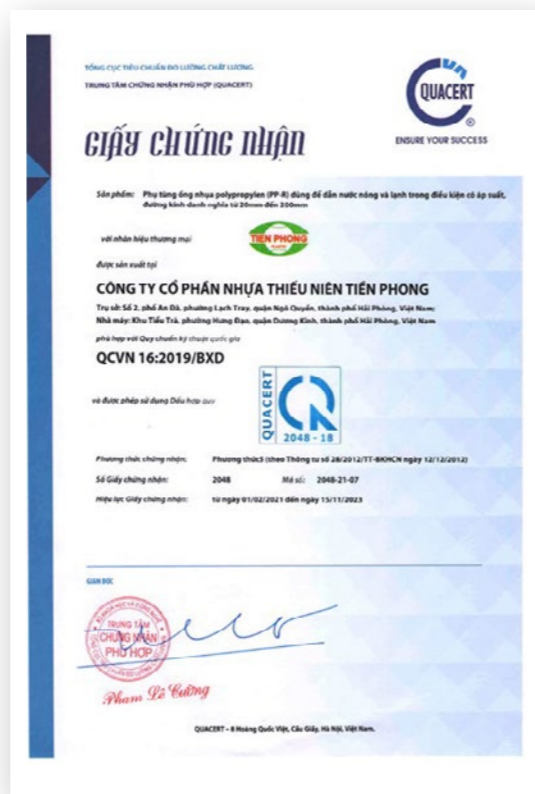 TỔNG CỤC TIÊU CHUẨN ĐO LƯỜNG CHẤT LƯỢNG
TRUNG TÂM CHỨNG NHẬN PHÙ HỢP (QUACERT)
QUACERT
®
ENSURE YOUR SUCCESS
GIẤY CHỨNG NHẬN
Sản phẩm: Phụ tùng ống nhựa polypropylen (PP-R) dùng để dẫn nước nóng và lạnh trong điều kiện có áp suất,
đường kính danh nghĩa từ 20mm đến 200mm
với nhãn hiệu thương mại
TIEN PHONG
được sản xuất tại
CÔNG TY CỔ PHẦN NHỰA THIẾU NIÊN TIỀN PHONG
Trụ sở: Số 2, phố An Đà, phường Lạch Tray, quận Ngô Quyền, thành phố Hải Phòng, Việt Nam;
Nhà máy: Khu Tiểu Trà, phường Hưng Đạo, quận Dương Kinh, thành phố Hải Phòng, Việt Nam
phù hợp với Quy chuẩn kỹ thuật quốc gia
QCVN 16:2019/BXD
QUACERT
2048 - 18
và được phép sử dụng Dấu hợp quy
Phương thức chứng nhận: Phương thức5 (theo Thông tư số 28/2012/TT-BKHCN ngày 12/12/2012)
Số Giấy chứng nhận: 2048 Mã số: 2048-21-07
Hiệu lực Giấy chứng nhận: từ ngày 01/02/2021 đến ngày 15/11/2023
GIÁM ĐỐC
TRUNG TÂM
CHỨNG NHẬN
PHÙ HỢP
Phạm Lê Cường
QUACERT – 8 Hoàng Quốc Việt, Cầu Giấy, Hà Nội, Việt Nam.